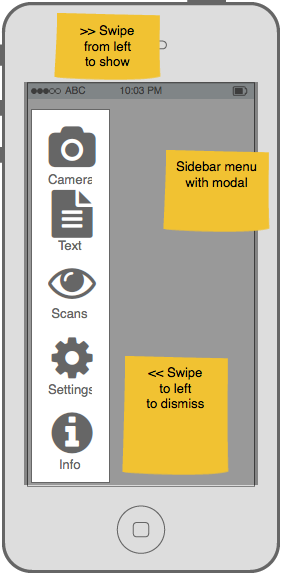 >> Swipe
from left
to show
ABC
10:03 PM
Sidebar menu
with modal
Camera
Text
Scans
Settings
Info
<< Swipe
to left
to dismiss